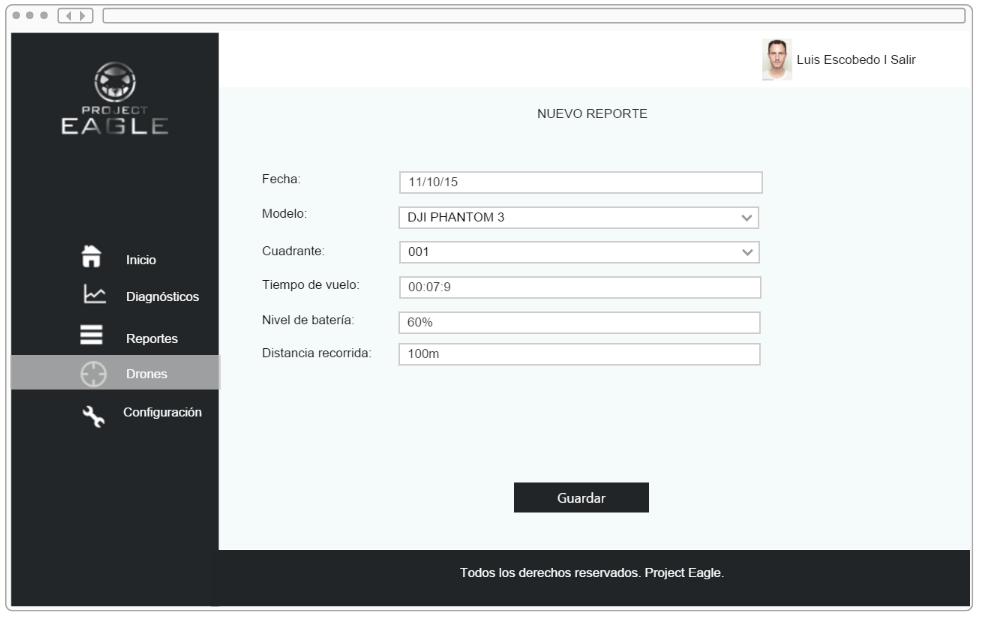 Luis Escobedo I Salir
PROJECT
EAGLE
NUEVO REPORTE
Fecha: 11/10/15
Modelo: DJI PHANTOM 3
Cuadrante: 001
Tiempo de vuelo: 00:07:9
Nivel de batería: 60%
Distancia recorrida: 100m
Inicio
Diagnósticos
Reportes
Drones
Configuración
Guardar
Todos los derechos reservados. Project Eagle.